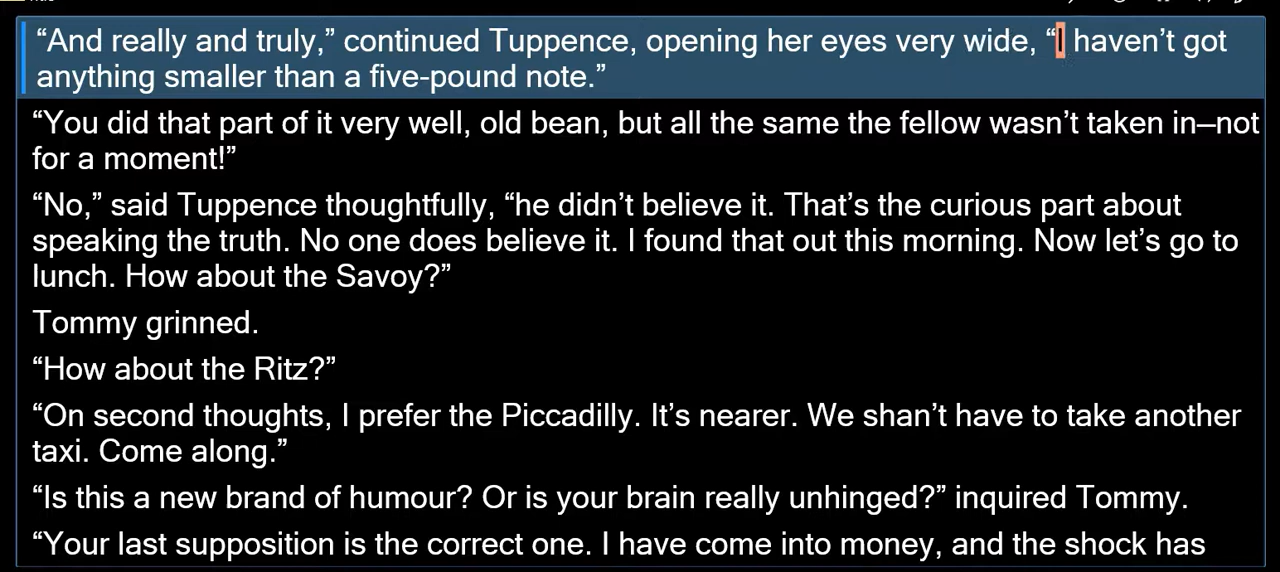 “And really and truly,” continued Tuppence, opening her eyes very wide, “I haven’t got
anything smaller than a five-pound note.”
“You did that part of it very well, old bean, but all the same the fellow wasn’t taken in—not
for a moment!”
“No,” said Tuppence thoughtfully, “he didn’t believe it. That’s the curious part about
speaking the truth. No one does believe it. I found that out this morning. Now let’s go to
lunch. How about the Savoy?”
Tommy grinned.
“How about the Ritz?”
“On second thoughts, I prefer the Piccadilly. It’s nearer. We shan’t have to take another
taxi. Come along.”
“Is this a new brand of humour? Or is your brain really unhinged?” inquired Tommy.
“Your last supposition is the correct one. I have come into money, and the shock has